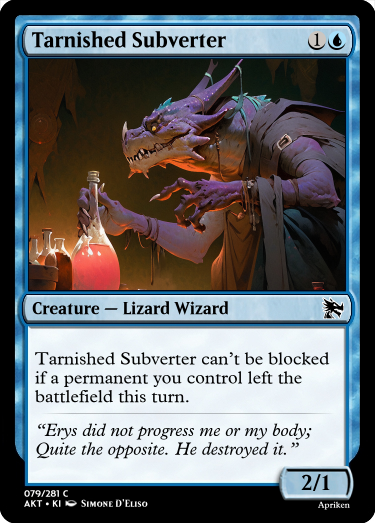 Tarnished Subverter 1
Creature — Lizard Wizard
Tarnished Subverter can't be blocked
if a permanent you control left the
battlefield this turn.
“Erys did not progress me or my body;
Quite the opposite. He destroyed it.”
2/1
079/281 C
AKT • KI Simone D'Eliso
Apriken